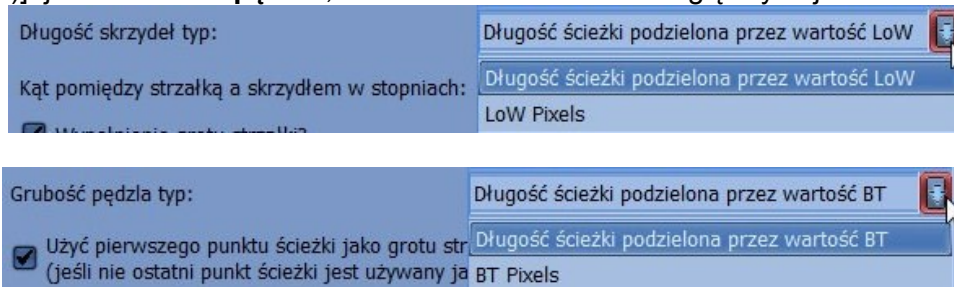 Długość skrzydeł typ: Długość ścieżki podzielona przez wartość LoW
Kąt pomiędzy strzałką a skrzydłem w stopniach: Długość ścieżki podzielona przez wartość LoW
LoW Pixels
Grubość pędzla typ: Długość ścieżki podzielona przez wartość BT
Użyć pierwszego punktu ścieżki jako grotu str Długość ścieżki podzielona przez wartość BT
(jeśli nie ostatni punkt ścieżki jest używany ja BT Pixels